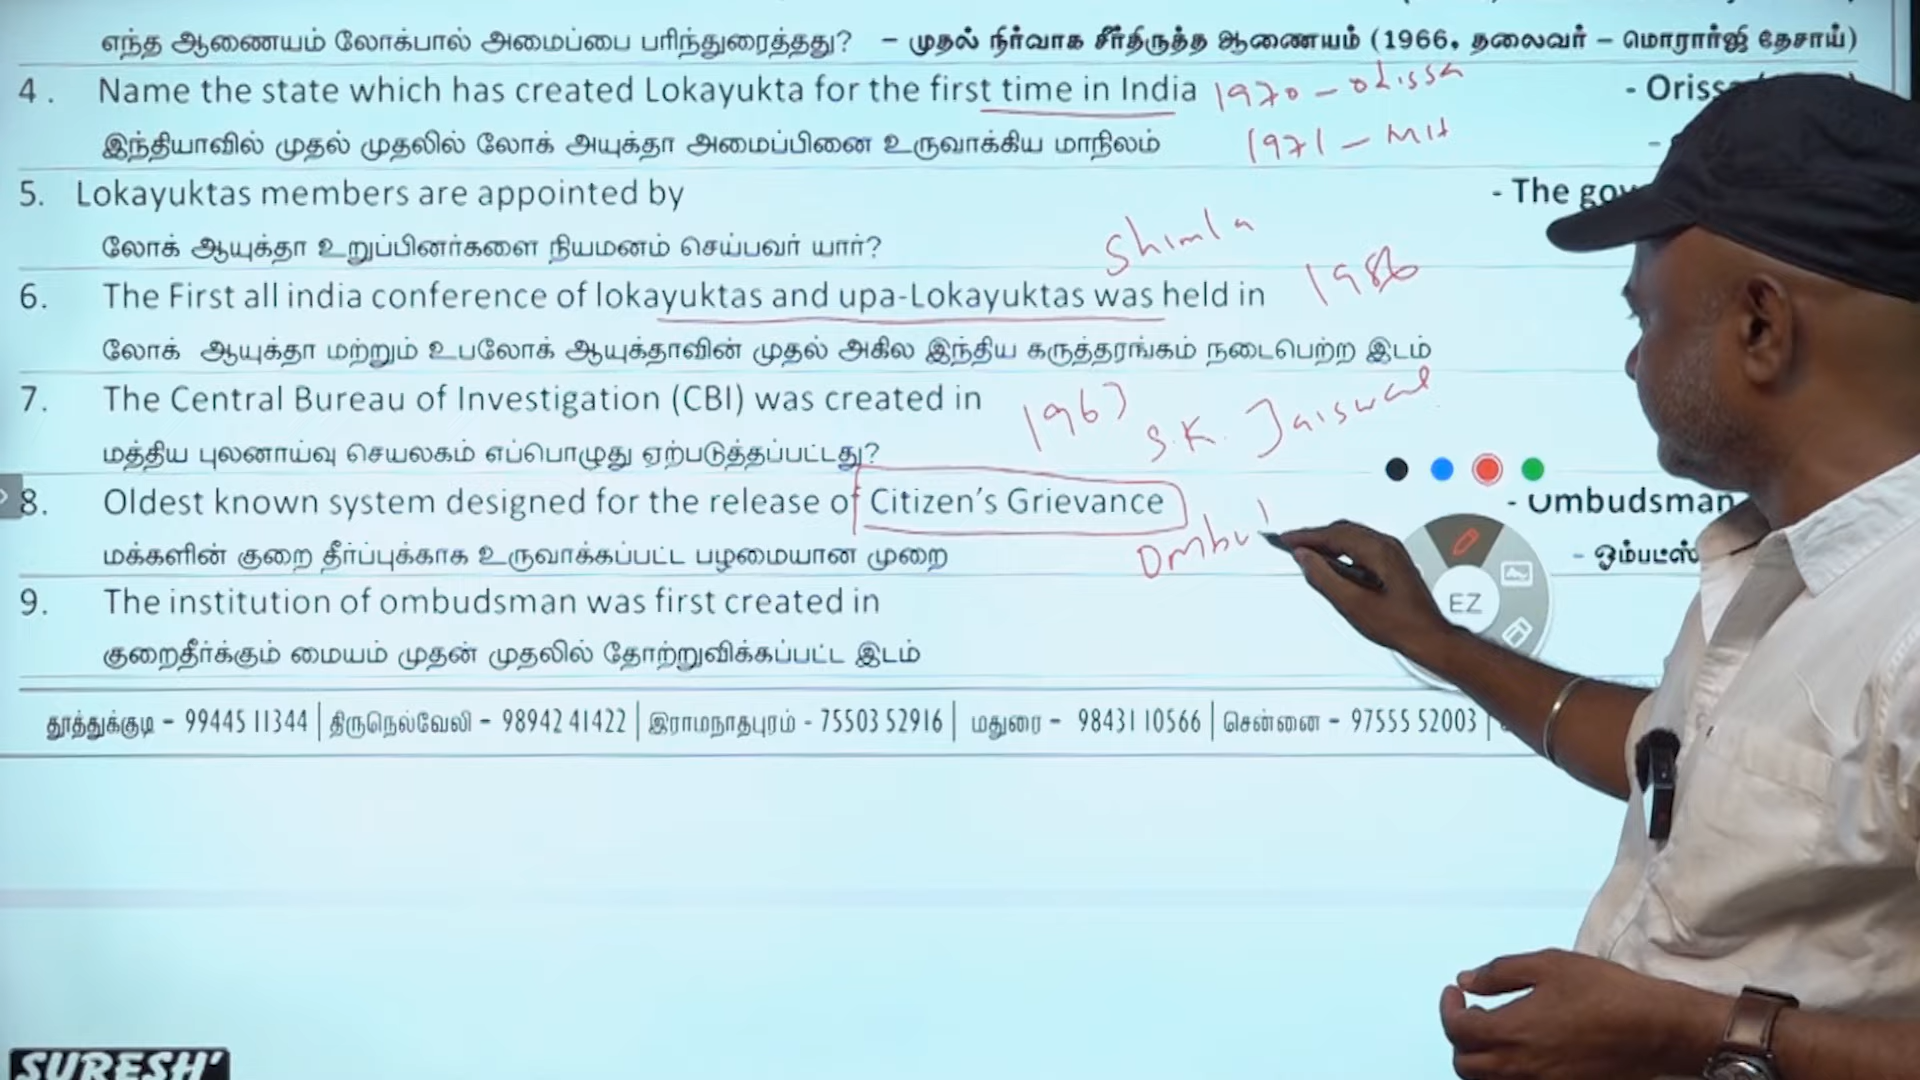 எந்த ஆணையம் லோக்பால் அமைப்பை பரிந்துரைத்தது? – முதல் நிர்வாக சீர்திருத்த ஆணையம் (1966, தலைவர் – மொரார்ஜி தேசாய்)
4 . Name the state which has created Lokayukta for the first time in India 1970 – odissa - Orissa
இந்தியாவில் முதல் முதலில் லோக் அயுக்தா அமைப்பினை உருவாக்கிய மாநிலம் 1971 – MH -
5. Lokayuktas members are appointed by - The gov
லோக் ஆயுக்தா உறுப்பினர்களை நியமனம் செய்பவர் யார்?
Shimla
6. The First all india conference of lokayuktas and upa-Lokayuktas was held in 1986
லோக் ஆயுக்தா மற்றும் உபலோக் ஆயுக்தாவின் முதல் அகில இந்திய கருத்தரங்கம் நடைபெற்ற இடம்
7. The Central Bureau of Investigation (CBI) was created in 1963 S.K. Jaiswal
மத்திய புலனாய்வு செயலகம் எப்பொழுது ஏற்படுத்தப்பட்டது?
8. Oldest known system designed for the release of Citizen's Grievance - Ombudsman
மக்களின் குறை தீர்ப்புக்காக உருவாக்கப்பட்ட பழமையான முறை Ombu - ஓம்பட்ஸ்
EZ
9. The institution of ombudsman was first created in
குறைதீர்க்கும் மையம் முதன் முதலில் தோற்றுவிக்கப்பட்ட இடம்
தூத்துக்குடி – 99445 11344 | திருநெல்வேலி – 98942 41422 | இராமநாதபுரம் - 75503 52916 | மதுரை – 98431 10566 | சென்னை – 97555 52003 |
SURESH'